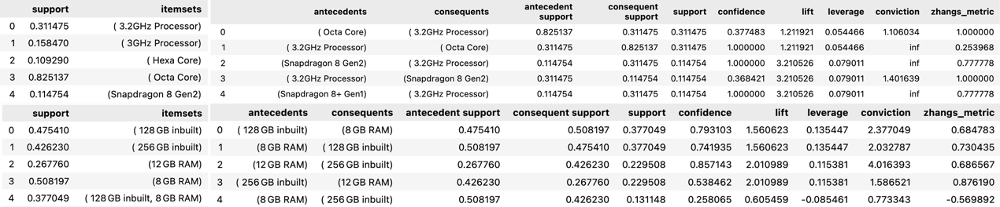 support itemsets
0 0.311475 ( 3.2GHz Processor)
1 0.158470 ( 3GHz Processor)
2 0.109290 ( Hexa Core)
3 0.825137 ( Octa Core)
4 0.114754 (Snapdragon 8 Gen2)
antecedents consequents antecedent support consequent support support confidence lift leverage conviction zhangs_metric
0 ( Octa Core) ( 3.2GHz Processor) 0.825137 0.311475 0.311475 0.377483 1.211921 0.054466 1.106034 1.000000
1 ( 3.2GHz Processor) ( Octa Core) 0.311475 0.825137 0.311475 1.000000 1.211921 0.054466 inf 0.253968
2 (Snapdragon 8 Gen2) ( 3.2GHz Processor) 0.114754 0.311475 0.114754 1.000000 3.210526 0.079011 inf 0.777778
3 ( 3.2GHz Processor) (Snapdragon 8 Gen2) 0.311475 0.114754 0.114754 0.368421 3.210526 0.079011 1.401639 1.000000
4 (Snapdragon 8+ Gen1) ( 3.2GHz Processor) 0.114754 0.311475 0.114754 1.000000 3.210526 0.079011 inf 0.777778
support itemsets
0 0.475410 ( 128 GB inbuilt)
1 0.426230 ( 256 GB inbuilt)
2 0.267760 (12 GB RAM)
3 0.508197 (8 GB RAM)
4 0.377049 ( 128 GB inbuilt, 8 GB RAM)
antecedents consequents antecedent support consequent support support confidence lift leverage conviction zhangs_metric
0 ( 128 GB inbuilt) (8 GB RAM) 0.475410 0.508197 0.377049 0.793103 1.560623 0.135447 2.377049 0.684783
1 (8 GB RAM) ( 128 GB inbuilt) 0.508197 0.475410 0.377049 0.741935 1.560623 0.135447 2.032787 0.730435
2 (12 GB RAM) ( 256 GB inbuilt) 0.267760 0.426230 0.229508 0.857143 2.010989 0.115381 4.016393 0.686567
3 ( 256 GB inbuilt) (12 GB RAM) 0.426230 0.267760 0.229508 0.538462 2.010989 0.115381 1.586521 0.876190
4 (8 GB RAM) ( 256 GB inbuilt) 0.508197 0.426230 0.131148 0.258065 0.605459 -0.085461 0.773343 -0.569892